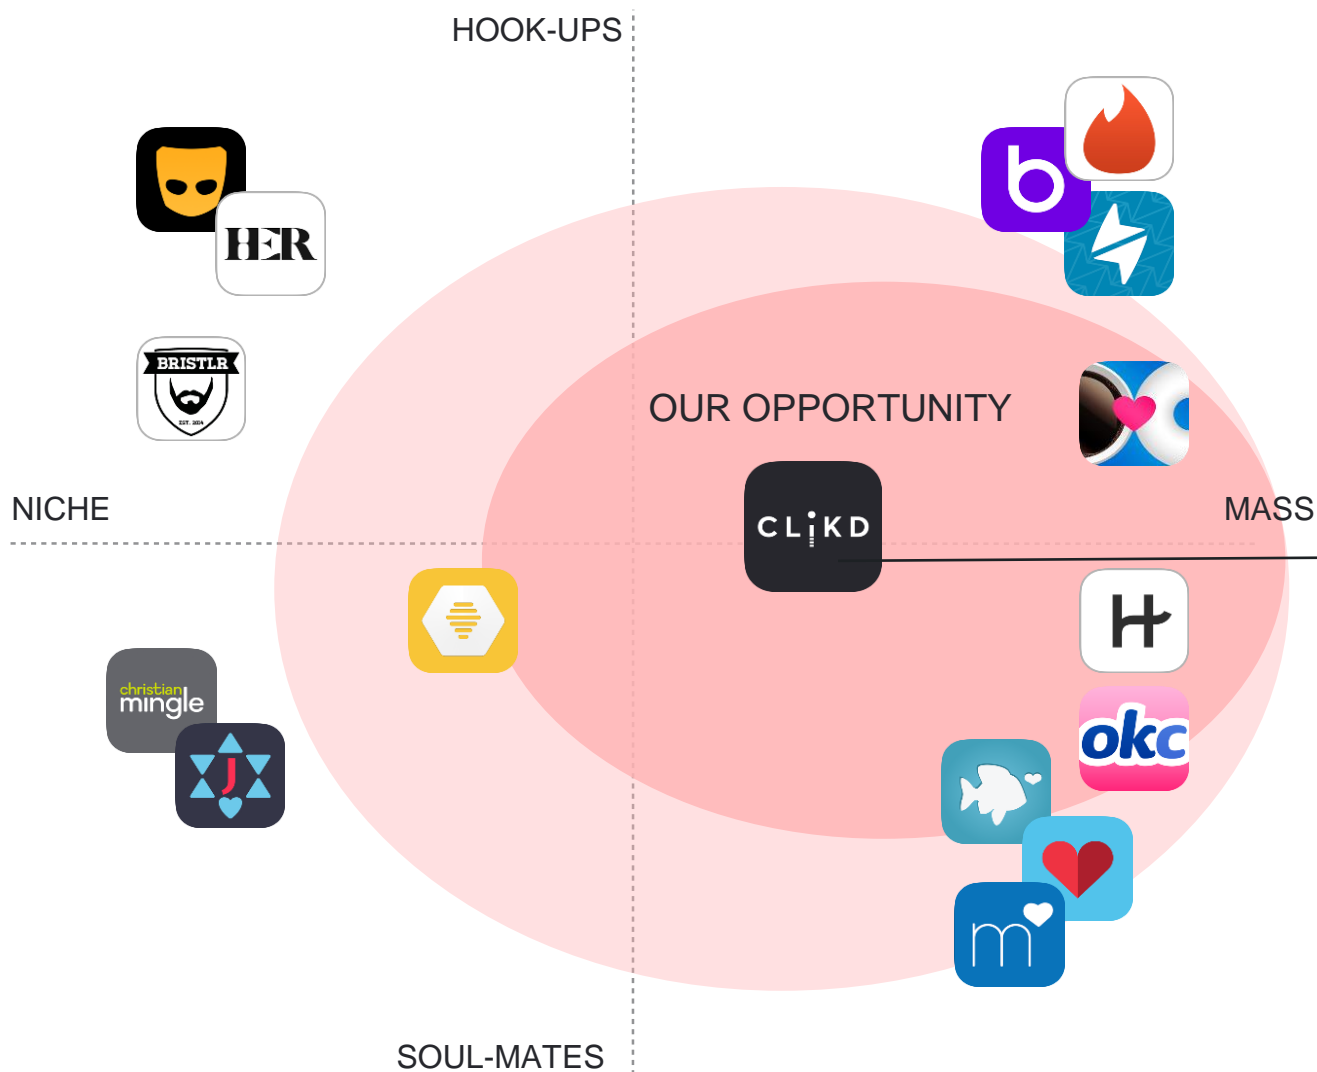 HOOK-UPS
b
HER
BRISTLR
EST. 2014
OUR OPPORTUNITY
NICHE
MASS
CLiKD
H
christian
mingle
okc
J
m
SOUL-MATES